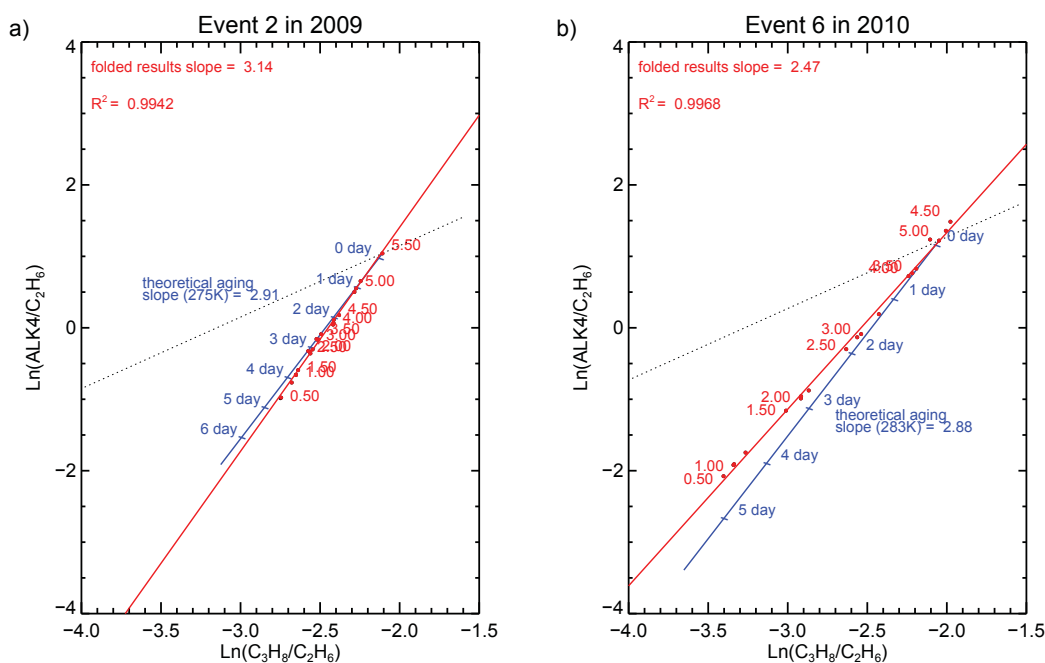 a)
Event 2 in 2009
folded results slope = 3.14
R² = 0.9942
theoretical aging
slope (275K) = 2.91
0 day
1 day
2 day
3 day
4 day
5 day
6 day
5.50
5.00
4.50
4.00
3.50
3.00
2.00
2.50
1.50
1.00
0.50
4
2
0
−2
−4
Ln(ALK4/C₂H₆)
−4.0 −3.5 −3.0 −2.5 −2.0 −1.5
Ln(C₃H₈/C₂H₆)
b)
Event 6 in 2010
folded results slope = 2.47
R² = 0.9968
4.50
5.00
3.50
4.00
3.00
2.50
2.00
1.50
1.00
0.50
0 day
1 day
2 day
3 day
4 day
5 day
theoretical aging
slope (283K) = 2.88
4
2
0
−2
−4
Ln(ALK4/C₂H₆)
−4.0 −3.5 −3.0 −2.5 −2.0 −1.5
Ln(C₃H₈/C₂H₆)